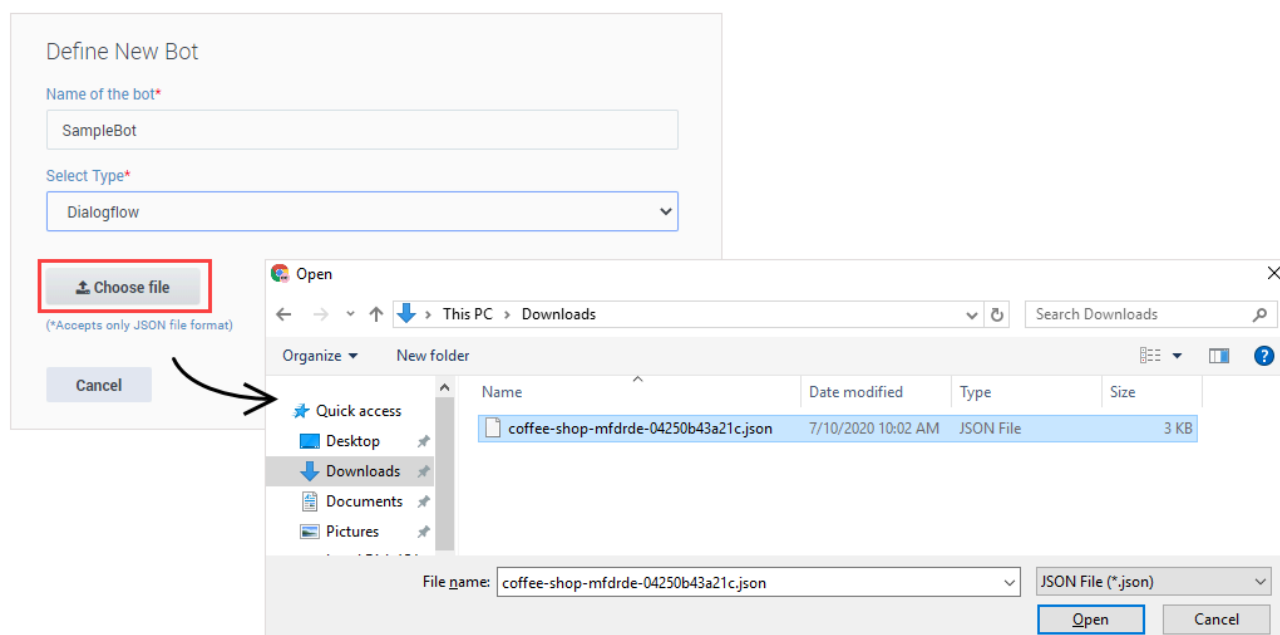 Define New Bot
Name of the bot*
SampleBot
Select Type*
Dialogflow
Choose file
(*Accepts only JSON file format)
Cancel
Open
This PC > Downloads
Search Downloads
Organize
New folder
Quick access
Desktop
Downloads
Documents
Pictures
Name Date modified Type Size
coffee-shop-mfdrde-04250b43a21c.json 7/10/2020 10:02 AM JSON File 3 KB
File name: coffee-shop-mfdrde-04250b43a21c.json JSON File (*.json)
Open Cancel